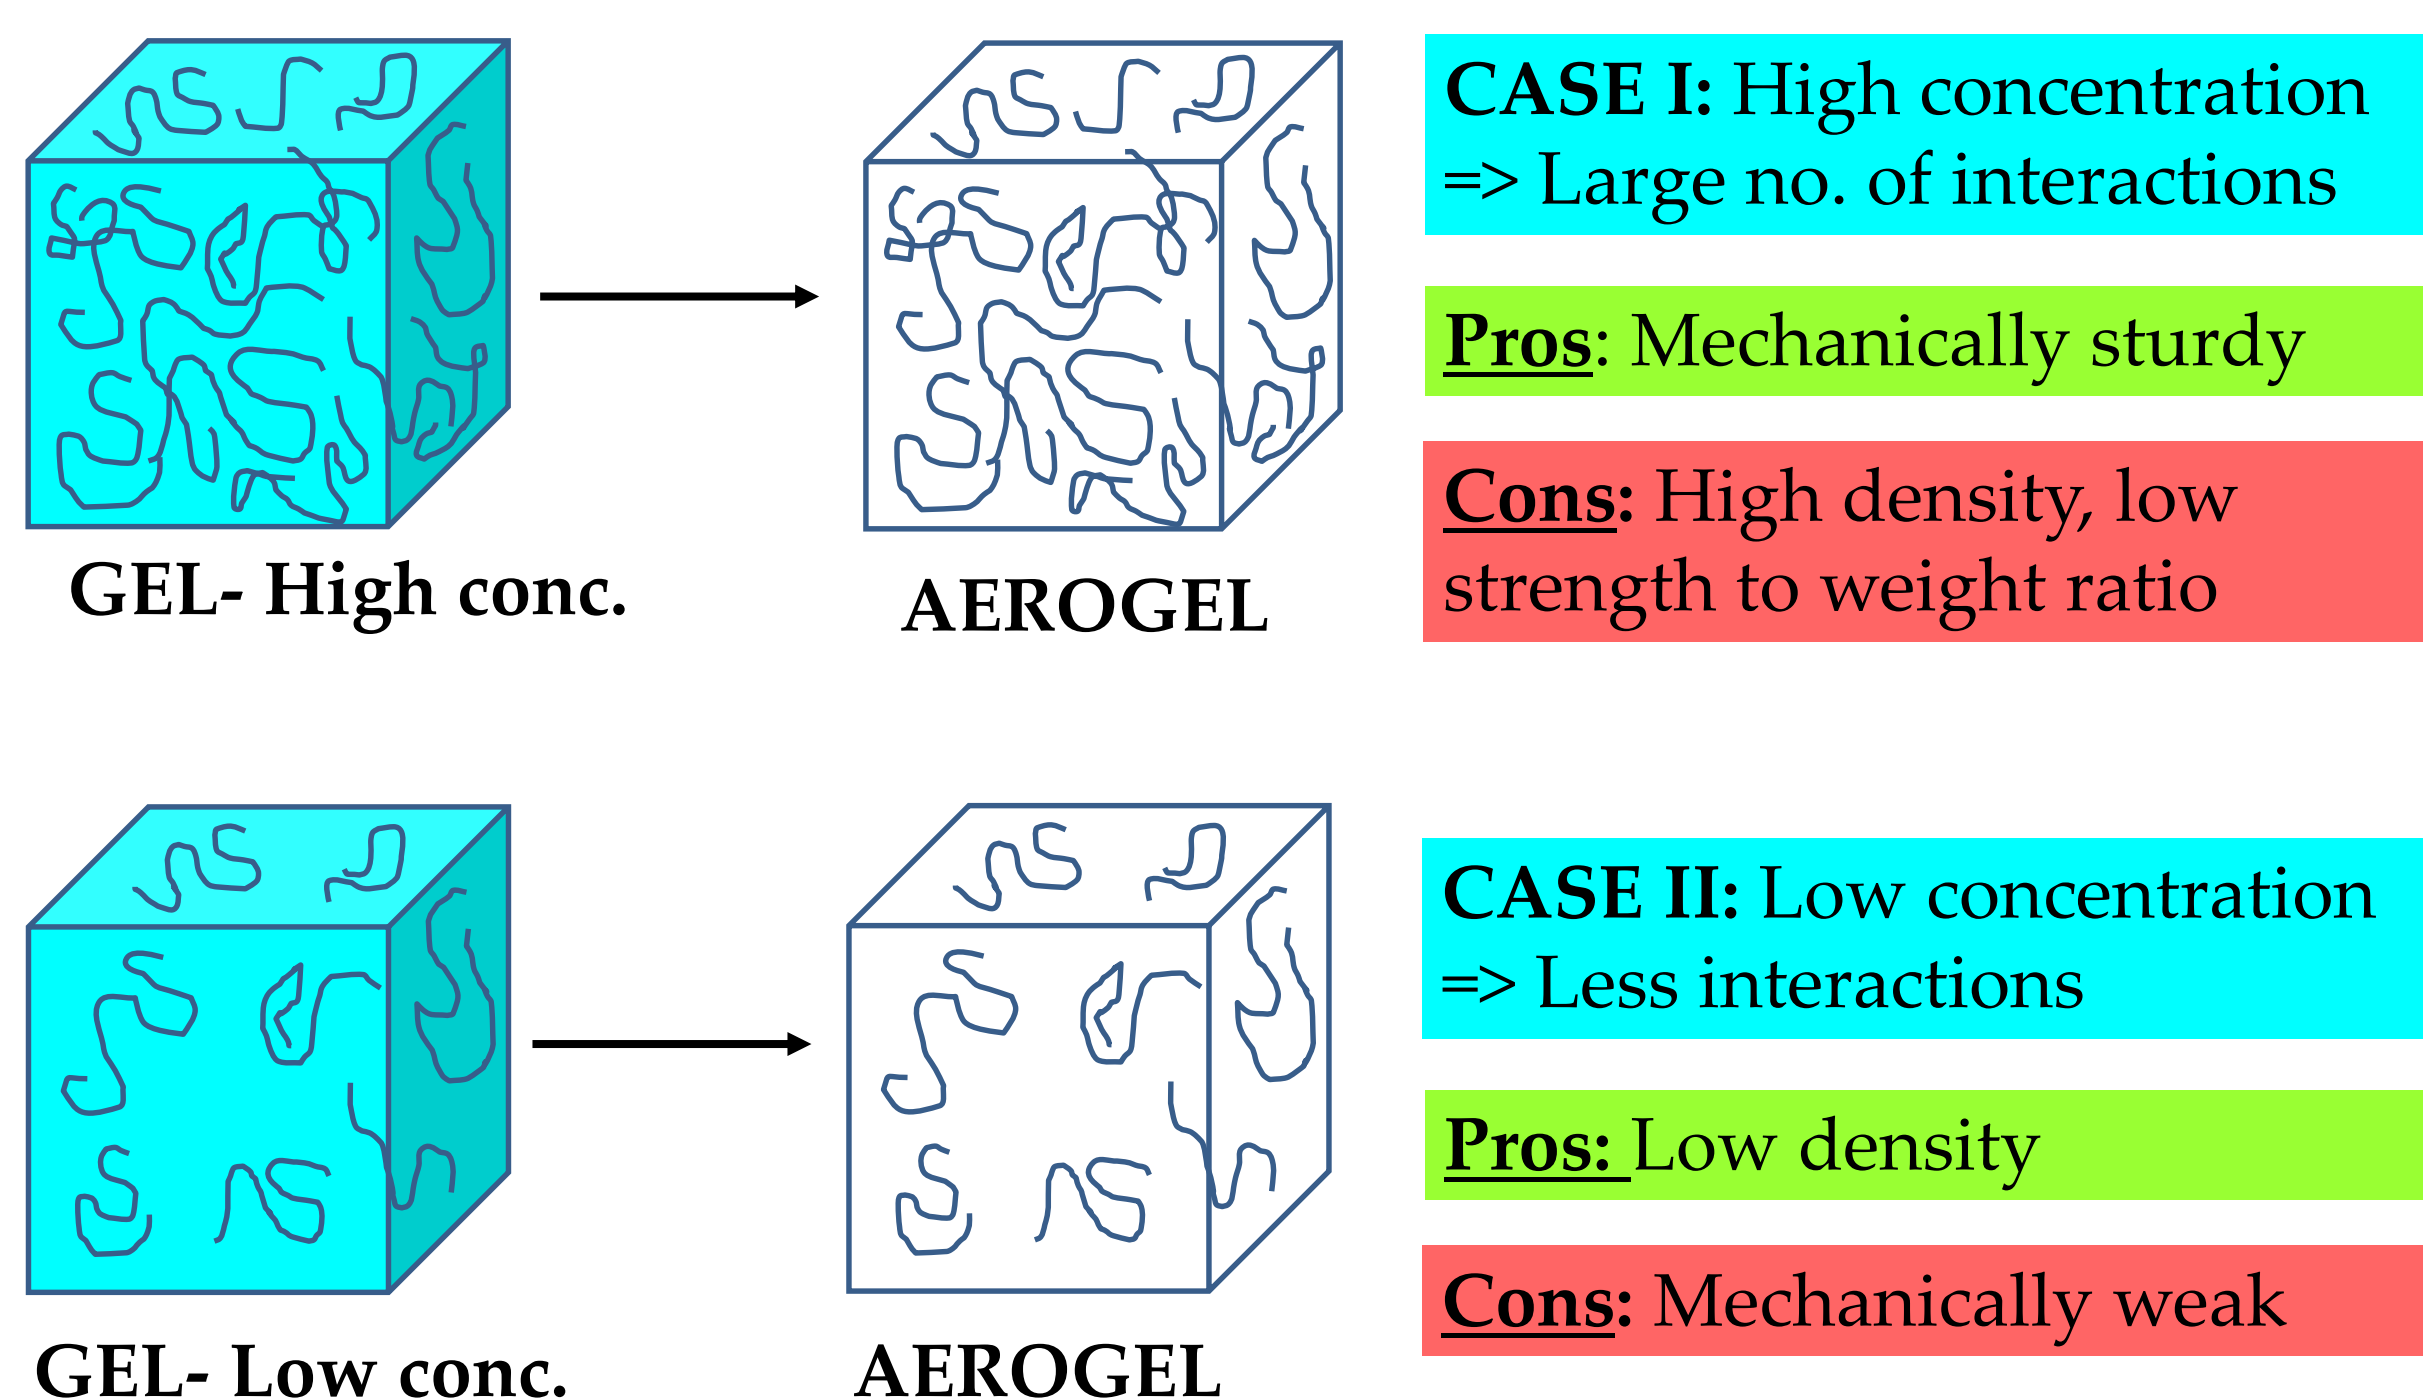 CASE I: High concentration
=> Large no. of interactions
Pros: Mechanically sturdy
Cons: High density, low
strength to weight ratio
GEL- High conc.
AEROGEL
CASE II: Low concentration
=> Less interactions
Pros: Low density
Cons: Mechanically weak
GEL- Low conc.
AEROGEL